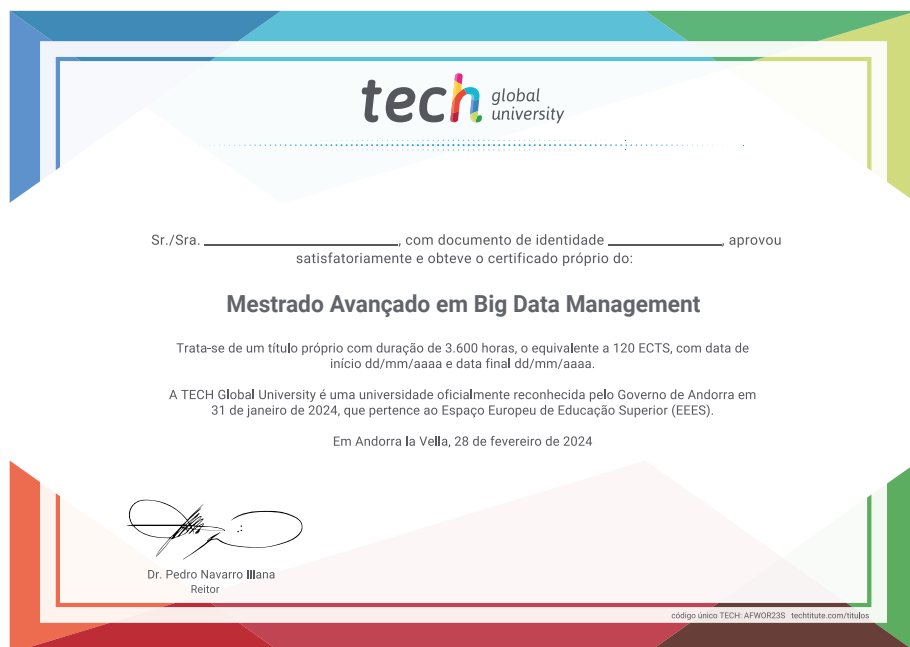 tech global
university
Sr./Sra. ____________________, com documento de identidade ____________, aprovou
satisfatoriamente e obteve o certificado próprio do:
Mestrado Avançado em Big Data Management
Trata-se de um título próprio com duração de 3.600 horas, o equivalente a 120 ECTS, com data de
início dd/mm/aaaa e data final dd/mm/aaaa.
A TECH Global University é uma universidade oficialmente reconhecida pelo Governo de Andorra em
31 de janeiro de 2024, que pertence ao Espaço Europeu de Educação Superior (EEES).
Em Andorra la Vella, 28 de fevereiro de 2024
Dr. Pedro Navarro Illana
Reitor
código único TECH: AFWOR23S techtitute.com/titulos